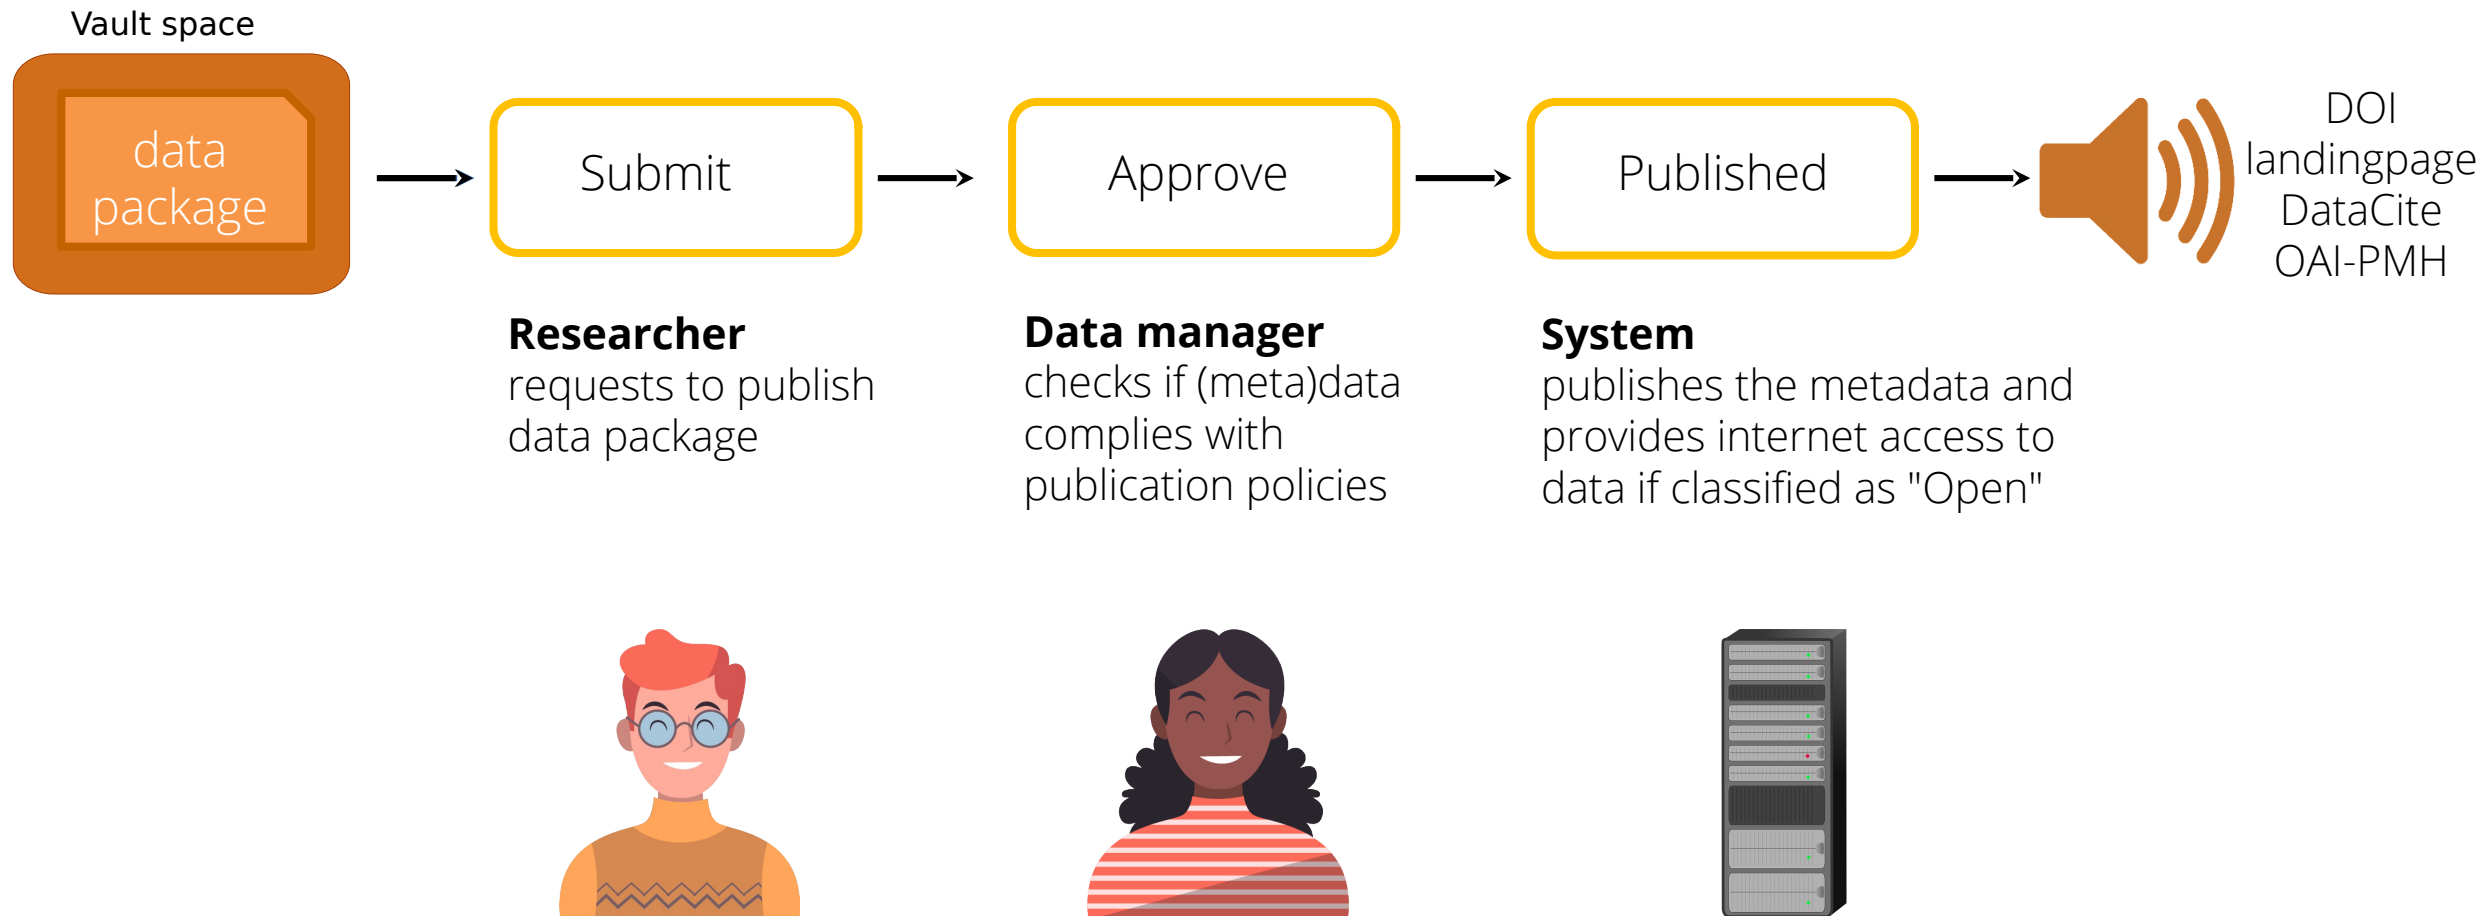 Vault space
data
package
Submit
Approve
Published
DOI
landingpage
DataCite
OAI-PMH
Researcher
requests to publish
data package
Data manager
checks if (meta)data
complies with
publication policies
System
publishes the metadata and
provides internet access to
data if classified as "Open"